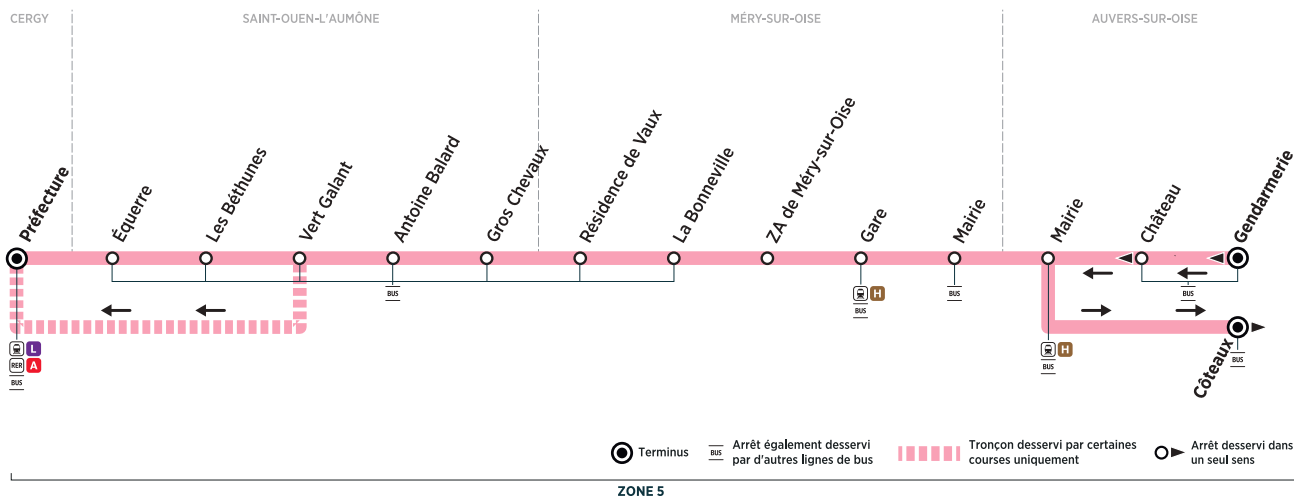 CERGY
SAINT-OUEN-L'AUMÔNE
MÉRY-SUR-OISE
AUVERS-SUR-OISE
Préfecture
Équerre
Les Béthunes
Vert Galant
Antoine Balard
Gros Chevaux
Résidence de Vaux
La Bonneville
ZA de Méry-sur-Oise
Gare
Mairie
Mairie
Château
Gendarmerie
BUS
H
BUS
BUS
BUS
L
RER A
BUS
H
BUS
Côteaux
BUS
Terminus
BUS
Arrêt également desservi
par d'autres lignes de bus
Tronçon desservi par certaines
courses uniquement
Arrêt desservi dans
un seul sens
ZONE 5